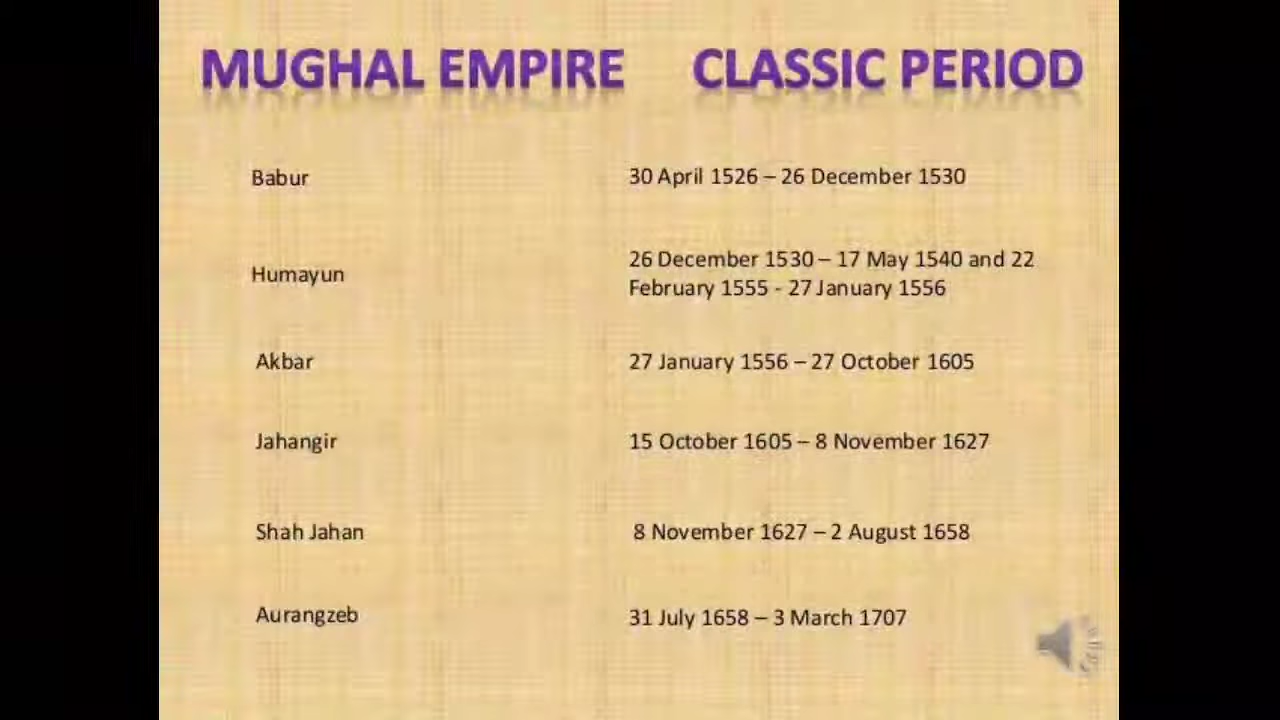 MUGHAL EMPIRE CLASSIC PERIOD
Babur 30 April 1526 – 26 December 1530
Humayun 26 December 1530 – 17 May 1540 and 22
February 1555 - 27 January 1556
Akbar 27 January 1556 – 27 October 1605
Jahangir 15 October 1605 – 8 November 1627
Shah Jahan 8 November 1627 – 2 August 1658
Aurangzeb 31 July 1658 – 3 March 1707